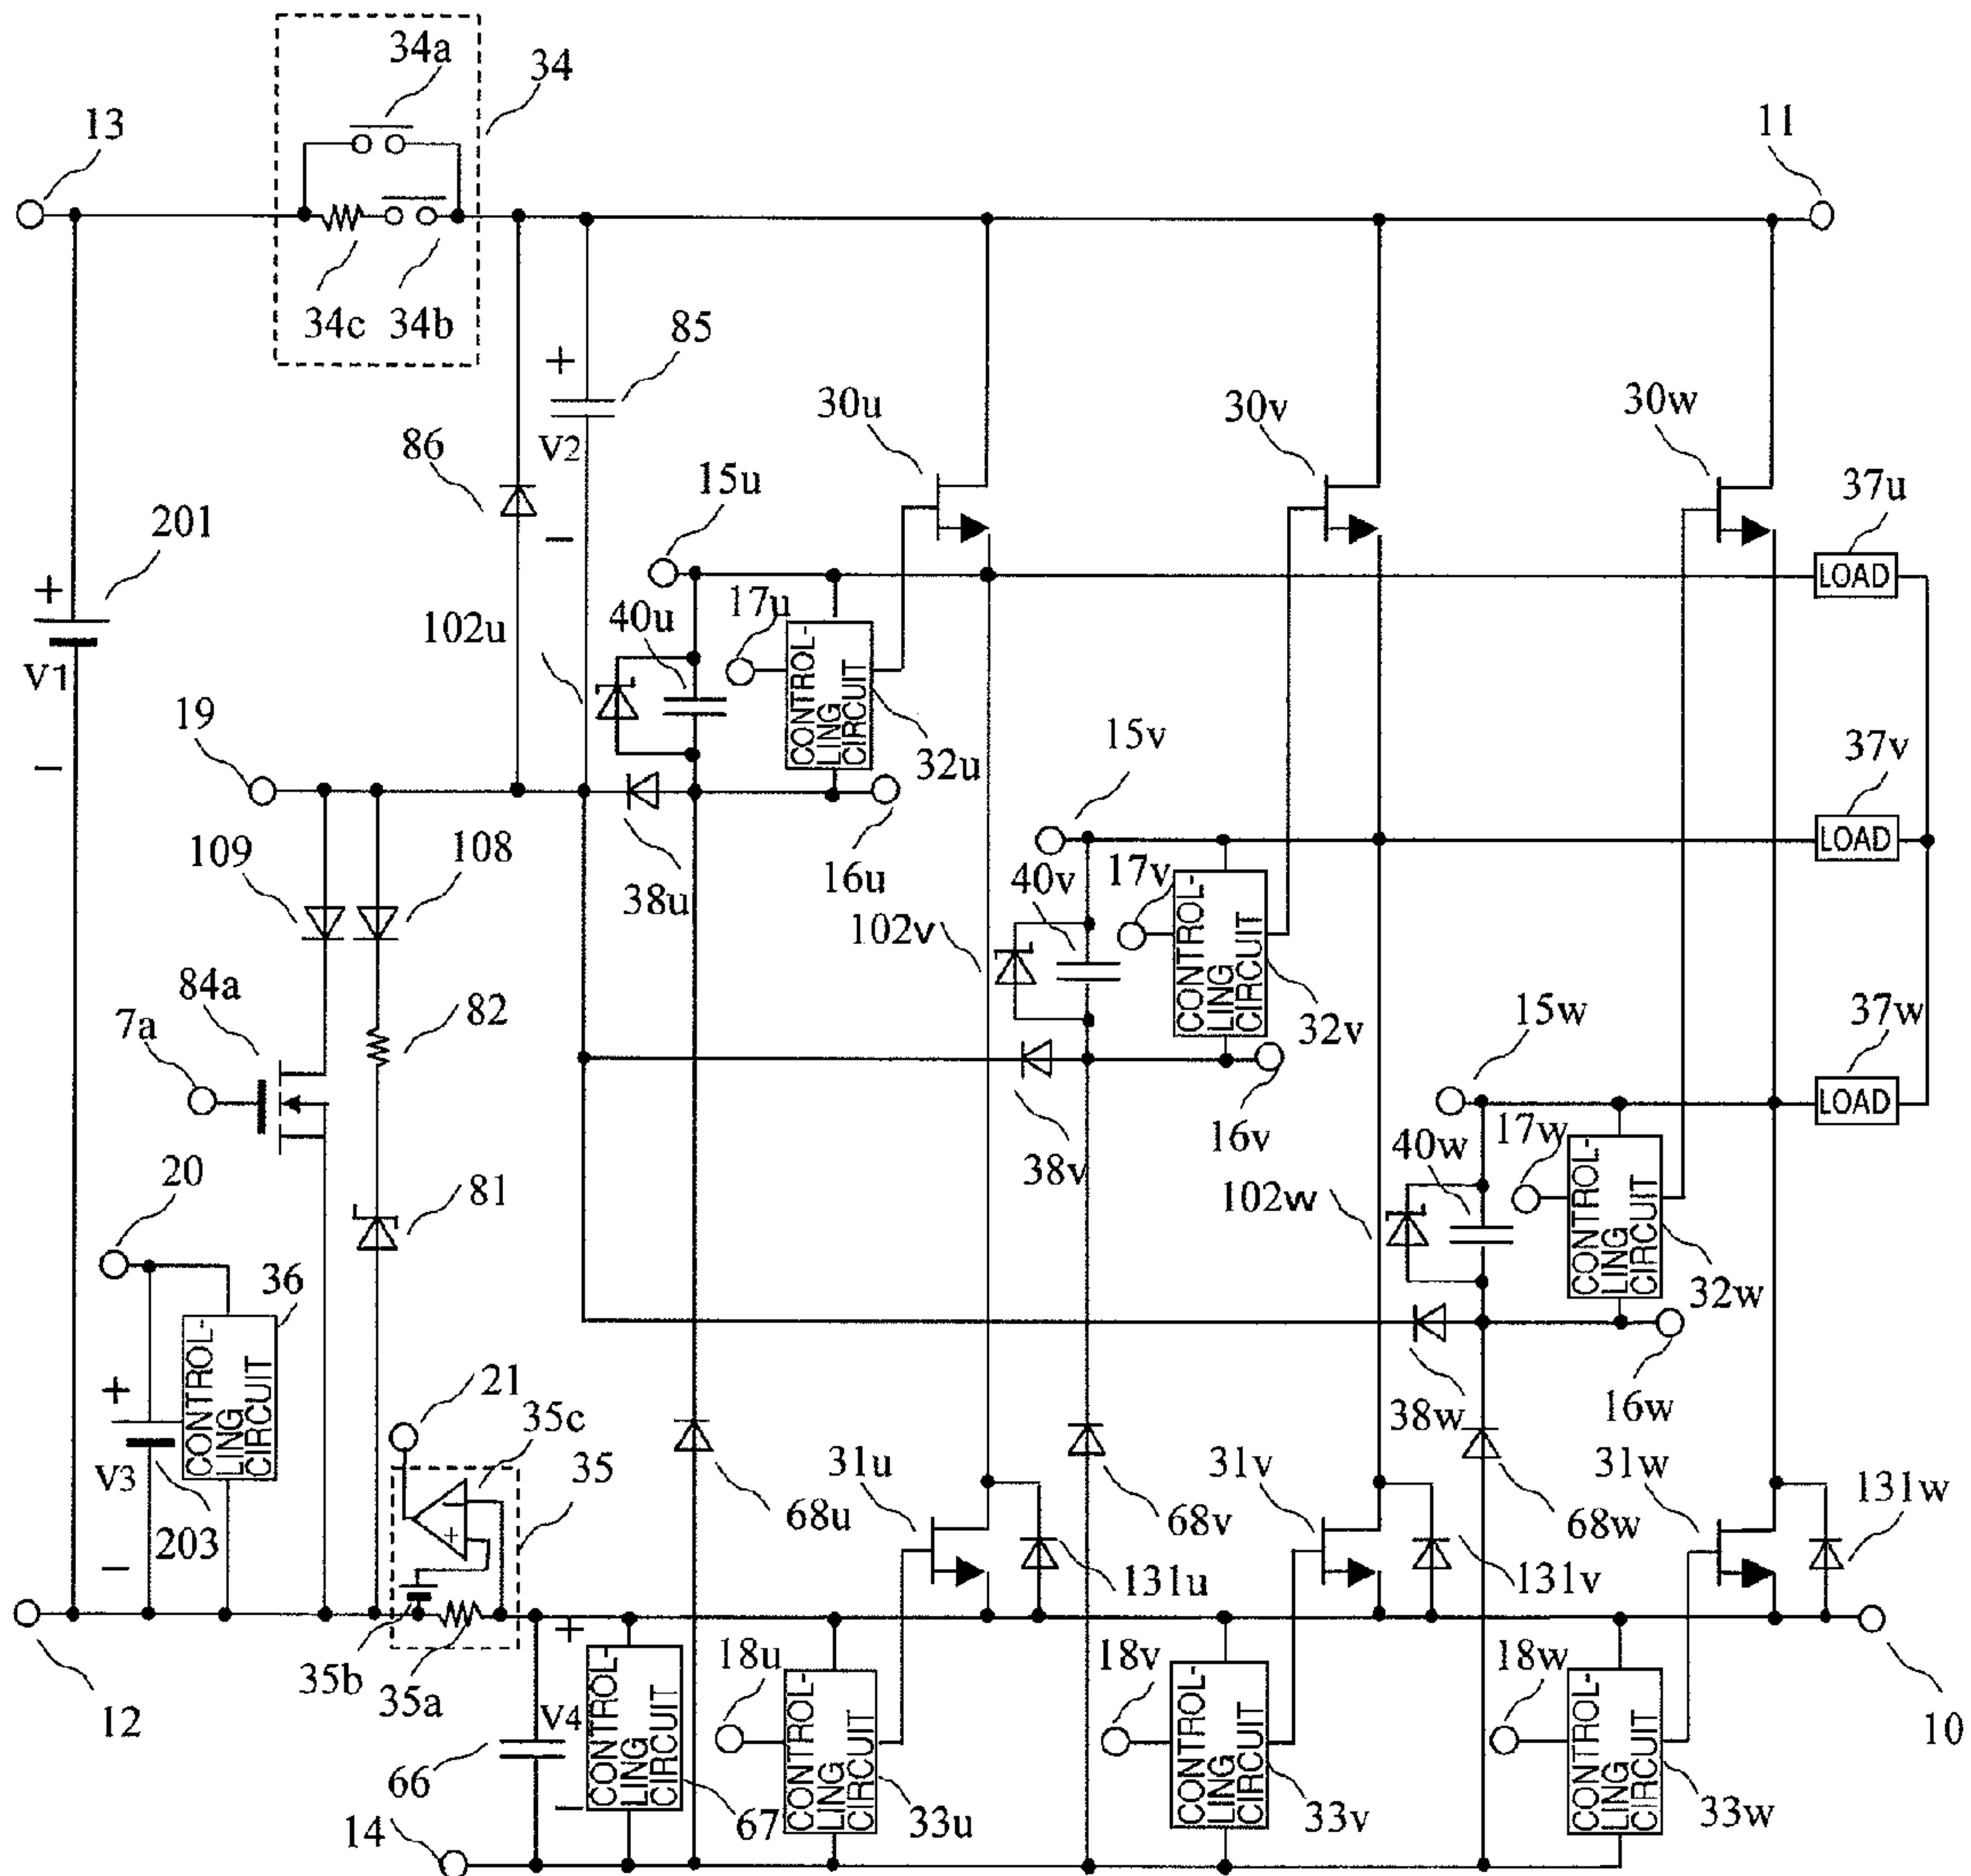 34a
34
13
11
34c
34b
85
+
30u
30v
30w
86
V2
15u
37u
201
−
LOAD
+
17u
102u
40u
CONTROL-
LING
CIRCUIT
V1
19
15v
37v
−
32u
LOAD
109
108
16u
17v
38u
40v
CONTROL-
LING
CIRCUIT
102v
84a
82
15w
37w
7a
32v
LOAD
16v
17w
20
38v
40w
CONTROL-
LING
CIRCUIT
81
102w
36
32w
CONTROL-
LING
CIRCUIT
+
21
35c
38w
16w
V3
35
31u
31v
31w
131w
−
+
203
68u
68v
68w
−
131u
131v
+
18u
18v
18w
35b
35a
V4
CONTROL-
LING
CIRCUIT
CONTROL-
LING
CIRCUIT
CONTROL-
LING
CIRCUIT
CONTROL-
LING
CIRCUIT
12
10
66
−
14
67
33u
33v
33w